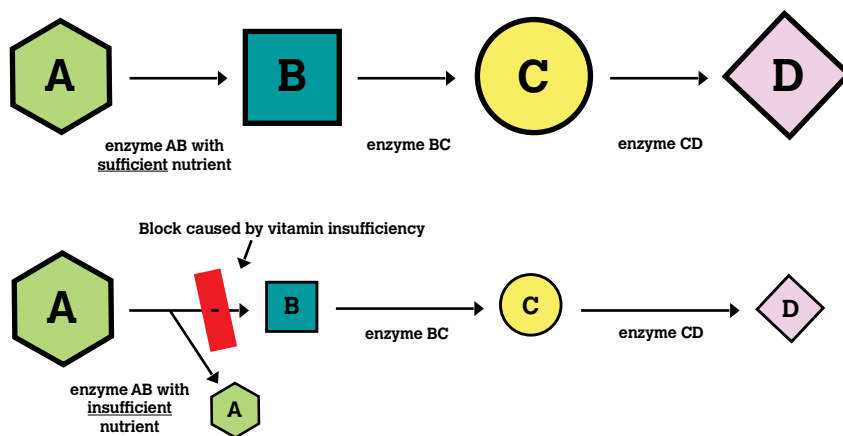 A
B
C
D
enzyme AB with
sufficient nutrient
enzyme BC
enzyme CD
Block caused by vitamin insufficiency
A
B
C
D
enzyme BC
enzyme CD
enzyme AB with
insufficient
nutrient
A